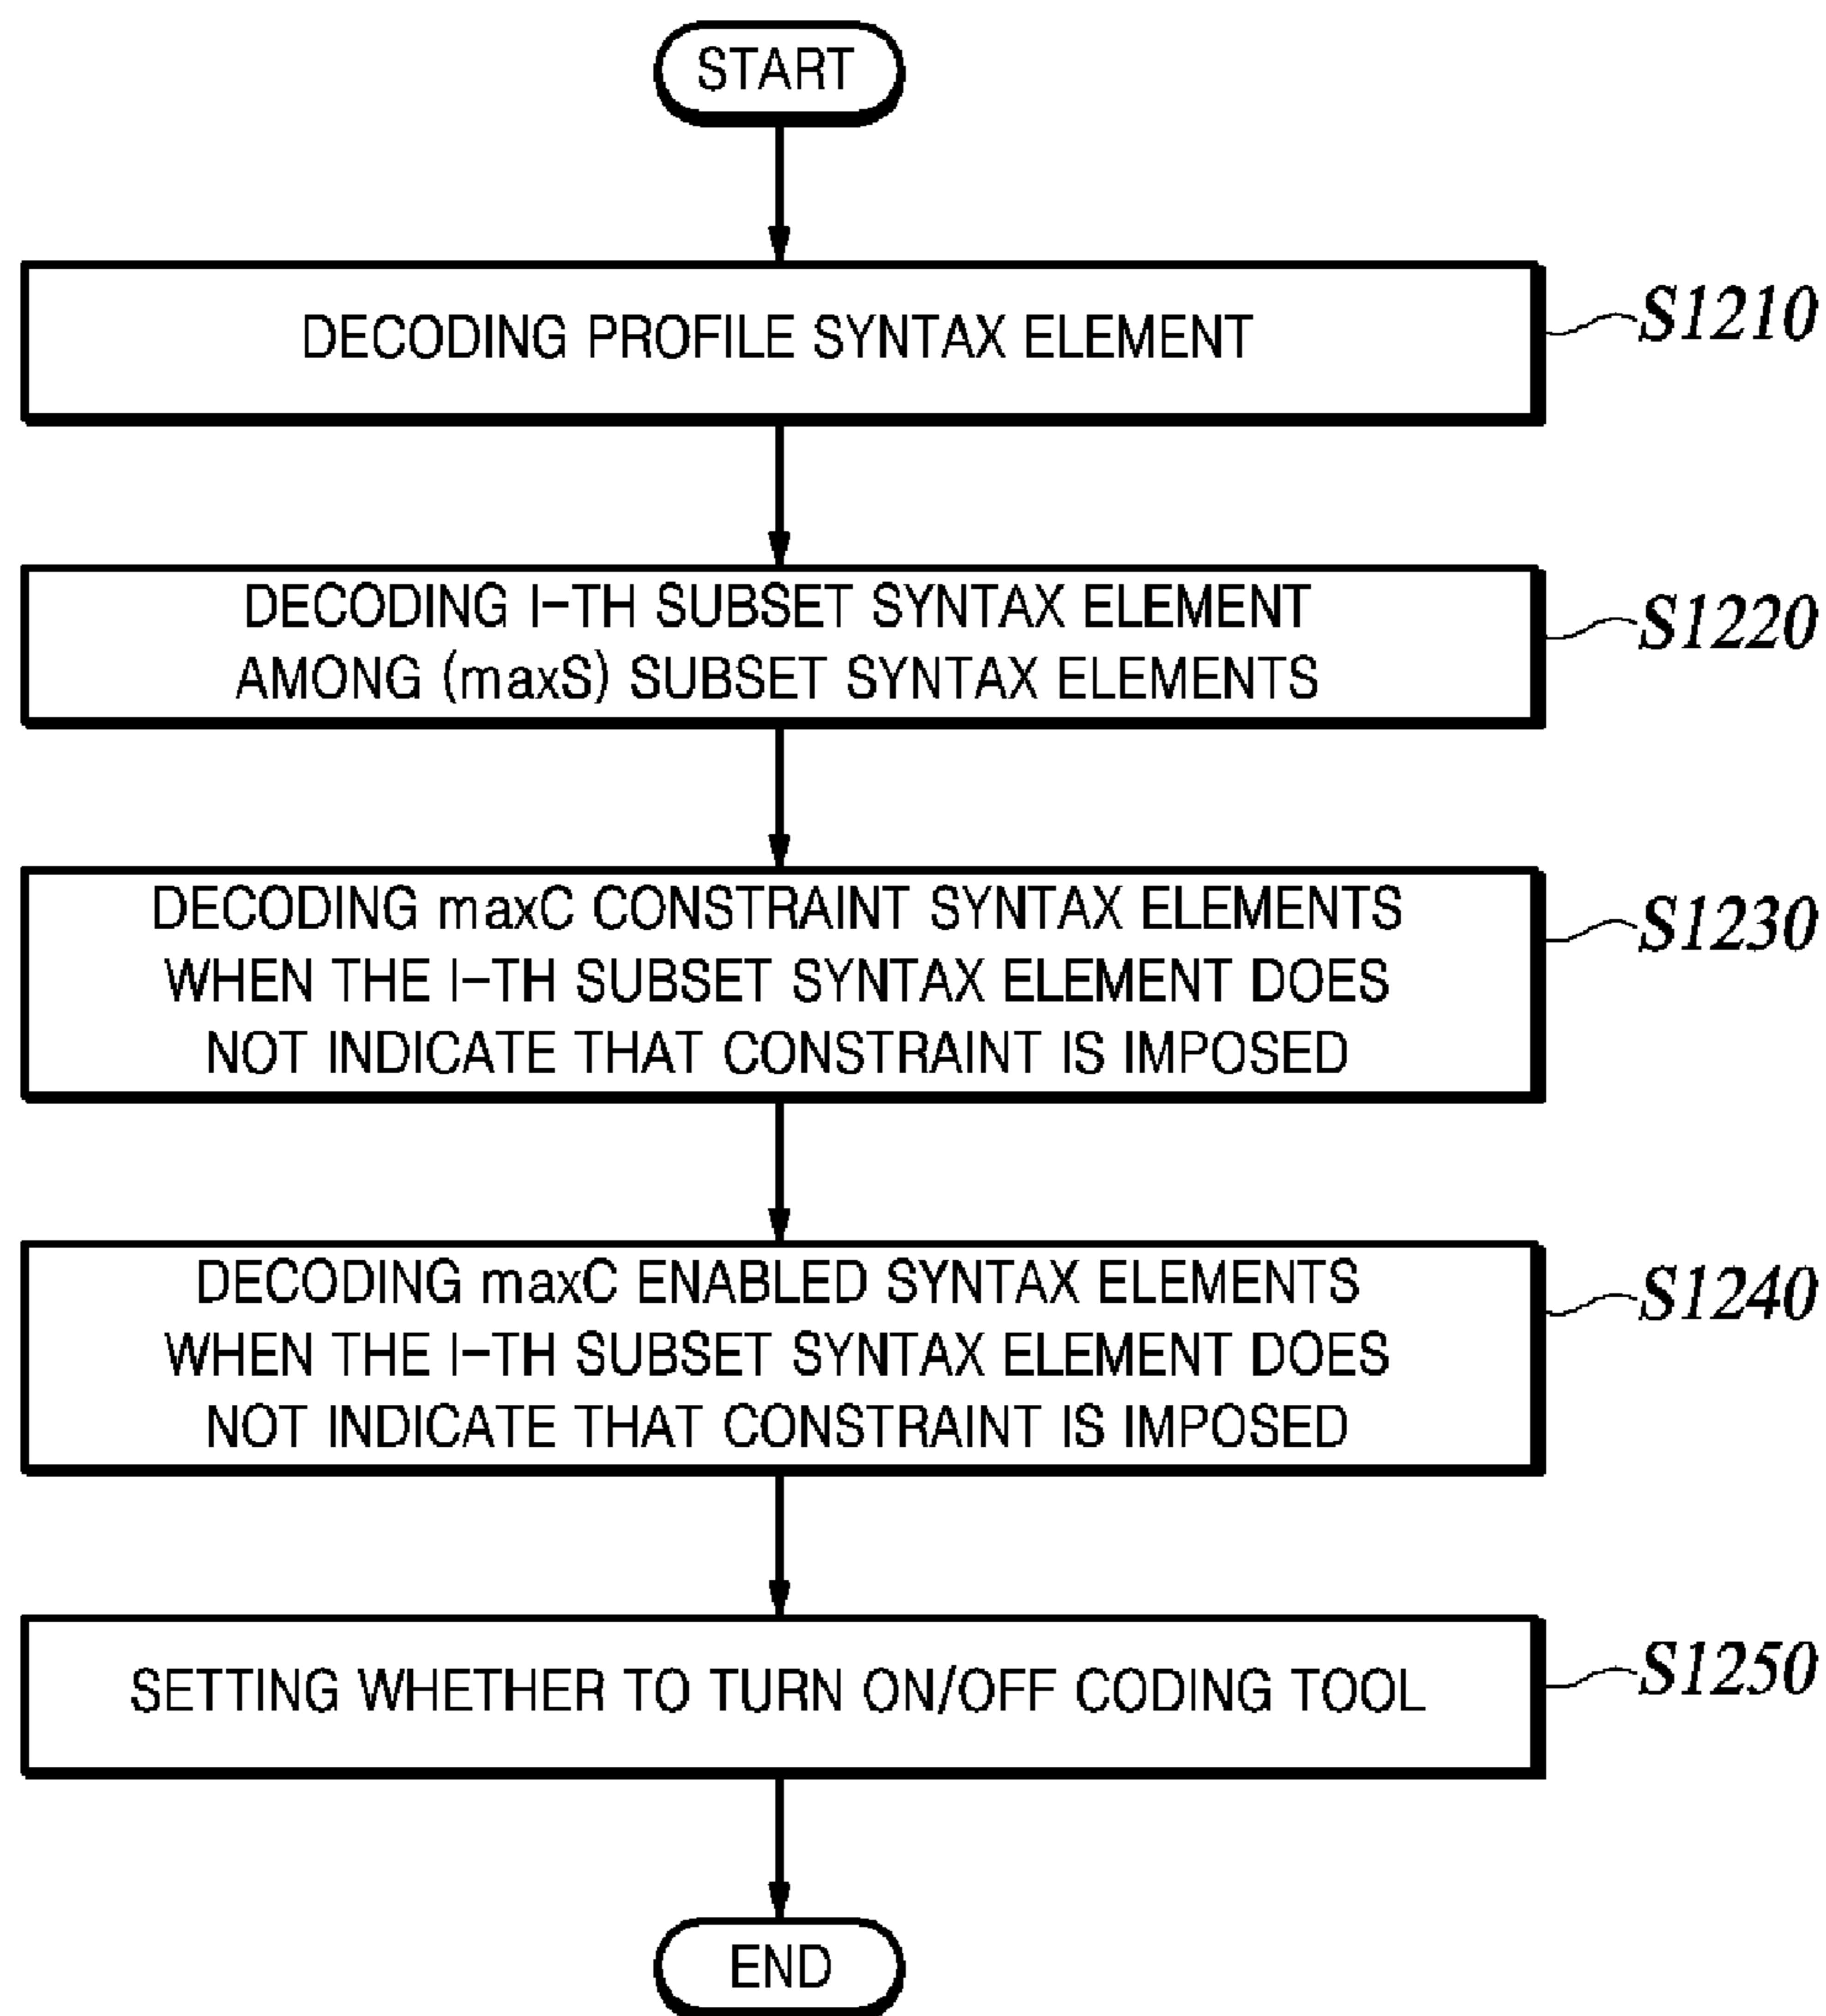 START
DECODING PROFILE SYNTAX ELEMENT
S1210
DECODING I-TH SUBSET SYNTAX ELEMENT
AMONG (maxS) SUBSET SYNTAX ELEMENTS
S1220
DECODING maxC CONSTRAINT SYNTAX ELEMENTS
WHEN THE I-TH SUBSET SYNTAX ELEMENT DOES
NOT INDICATE THAT CONSTRAINT IS IMPOSED
S1230
DECODING maxC ENABLED SYNTAX ELEMENTS
WHEN THE I-TH SUBSET SYNTAX ELEMENT DOES
NOT INDICATE THAT CONSTRAINT IS IMPOSED
S1240
SETTING WHETHER TO TURN ON/OFF CODING TOOL
S1250
END